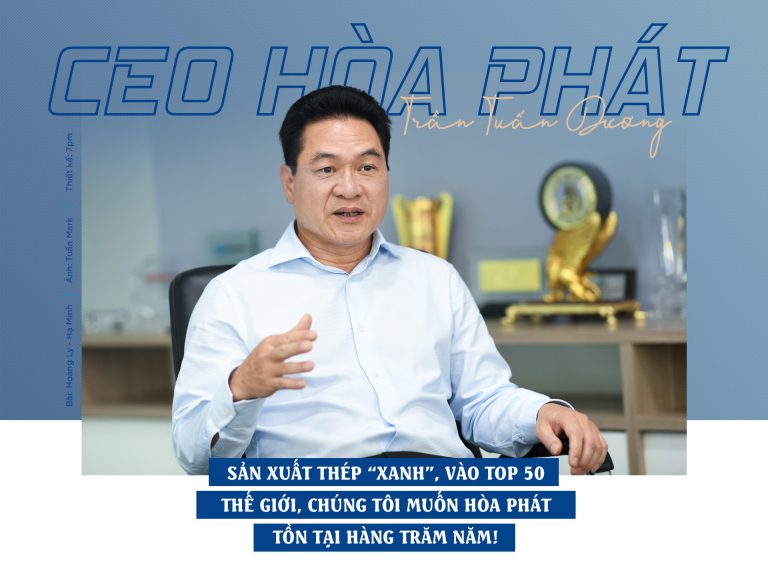 CEO HÒA PHÁT
Trần Tuấn Dương
Bài: Hoàng Ly - Hạ Minh | Ảnh: Tuấn Mark | Thiết kế: 7pm
SẢN XUẤT THÉP “XANH”, VÀO TOP 50
THẾ GIỚI, CHÚNG TÔI MUỐN HÒA PHÁT
TỒN TẠI HÀNG TRĂM NĂM!